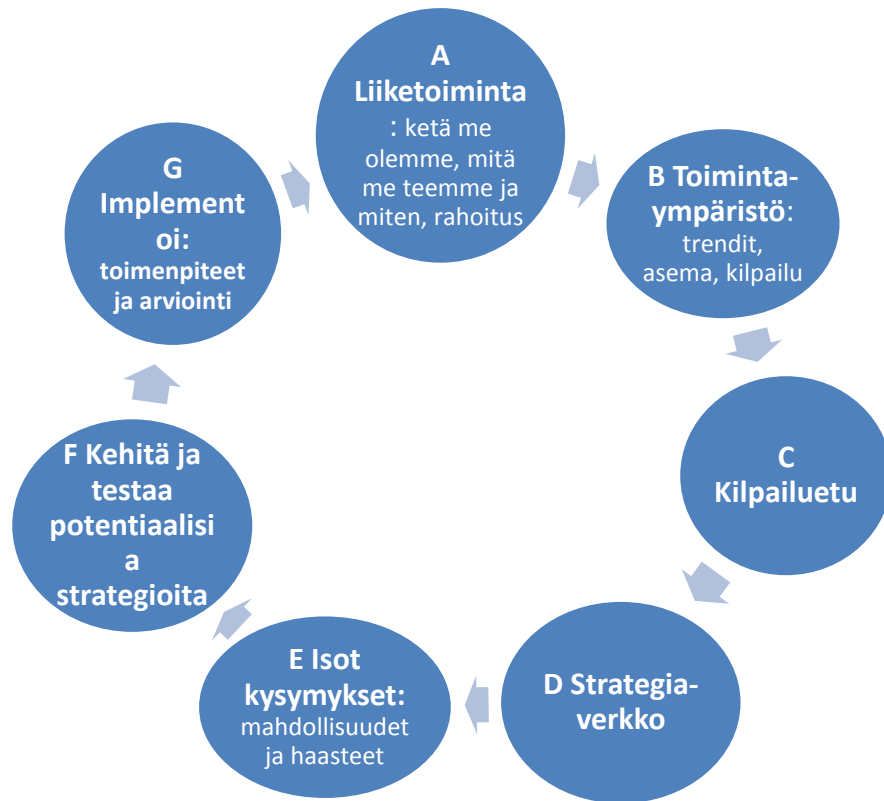 A
Liiketoiminta
: ketä me
olemme, mitä
me teemme ja
miten, rahoitus
B Toiminta-
ympäristö:
trendit,
asema, kilpailu
C
Kilpailuetu
D Strategia-
verkko
E Isot
kysymykset:
mahdollisuudet
ja haasteet
F Kehitä ja
testaa
potentiaalisi
a
strategioita
G
Implement
oi:
toimenpiteet
ja arviointi